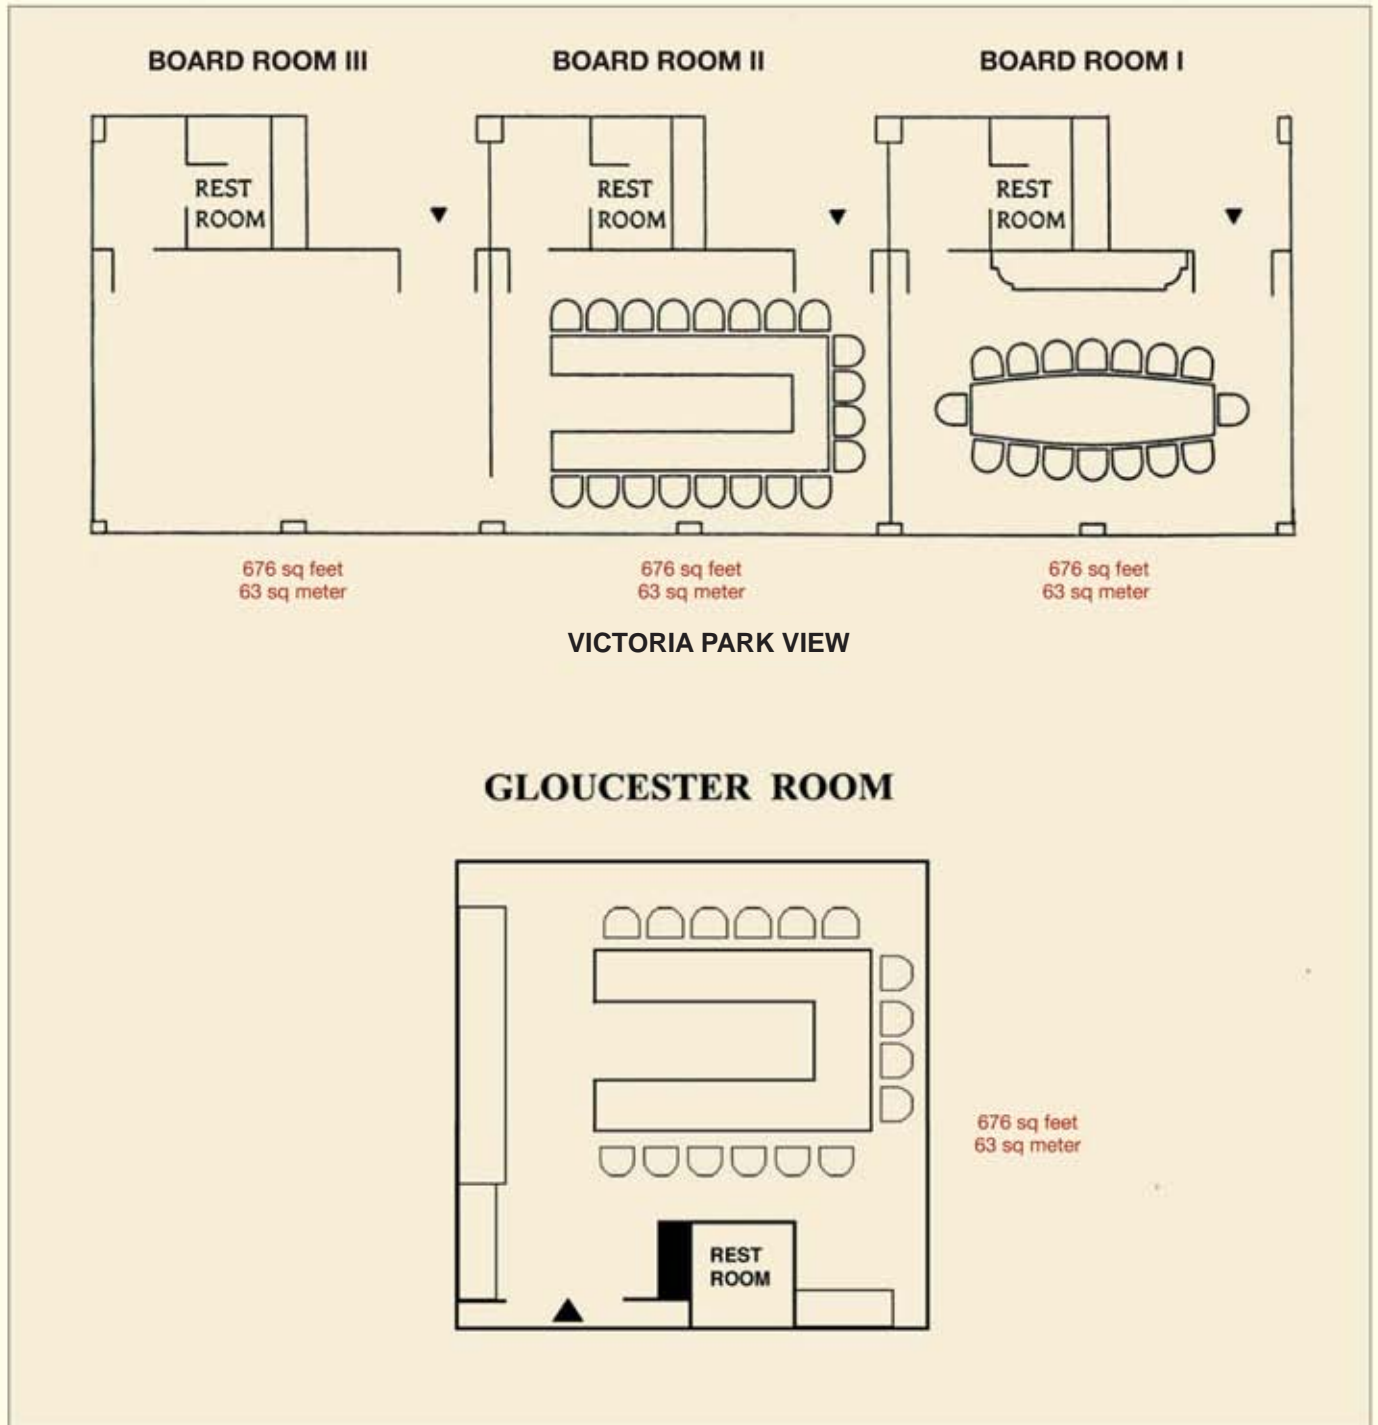 BOARD ROOM III
BOARD ROOM II
BOARD ROOM I
REST
ROOM
REST
ROOM
REST
ROOM
676 sq feet
63 sq meter
676 sq feet
63 sq meter
676 sq feet
63 sq meter
VICTORIA PARK VIEW
GLOUCESTER ROOM
676 sq feet
63 sq meter
REST
ROOM